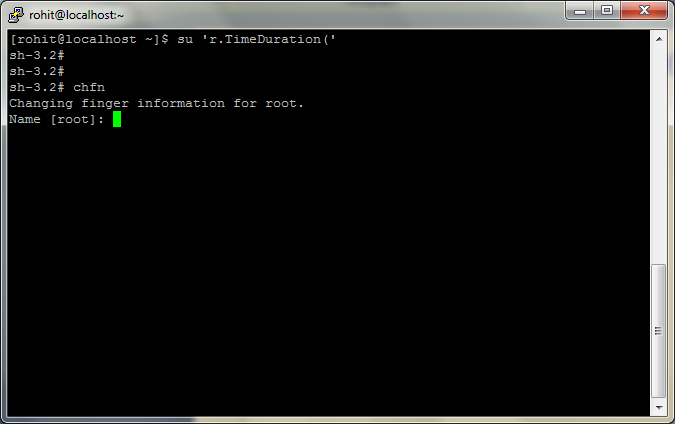 rohit@localhost:~
[rohit@localhost ~]$ su 'r.TimeDuration('
sh-3.2#
sh-3.2#
sh-3.2# chfn
Changing finger information for root.
Name [root]: